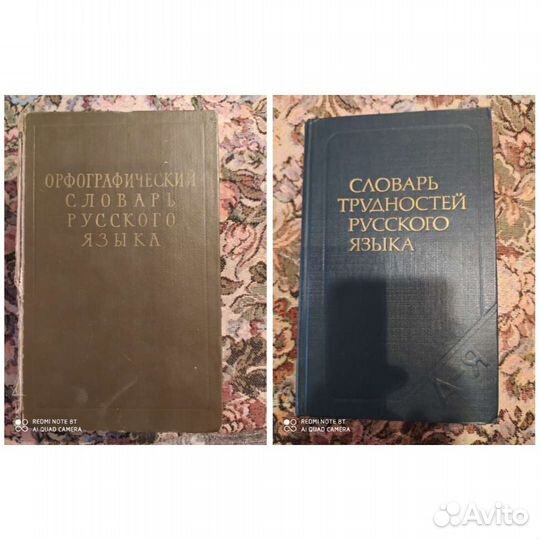 ОРФОГРАФИЧЕСКИЙ
СЛОВАРЬ
РУССКОГО
ЯЗЫКА
REDMI NOTE 8T
AI QUAD CAMERA
СЛОВАРЬ
ТРУДНОСТЕЙ
РУССКОГО
ЯЗЫКА
А Я
REDMI NOTE 8T
AI QUAD CAMERA
Avito